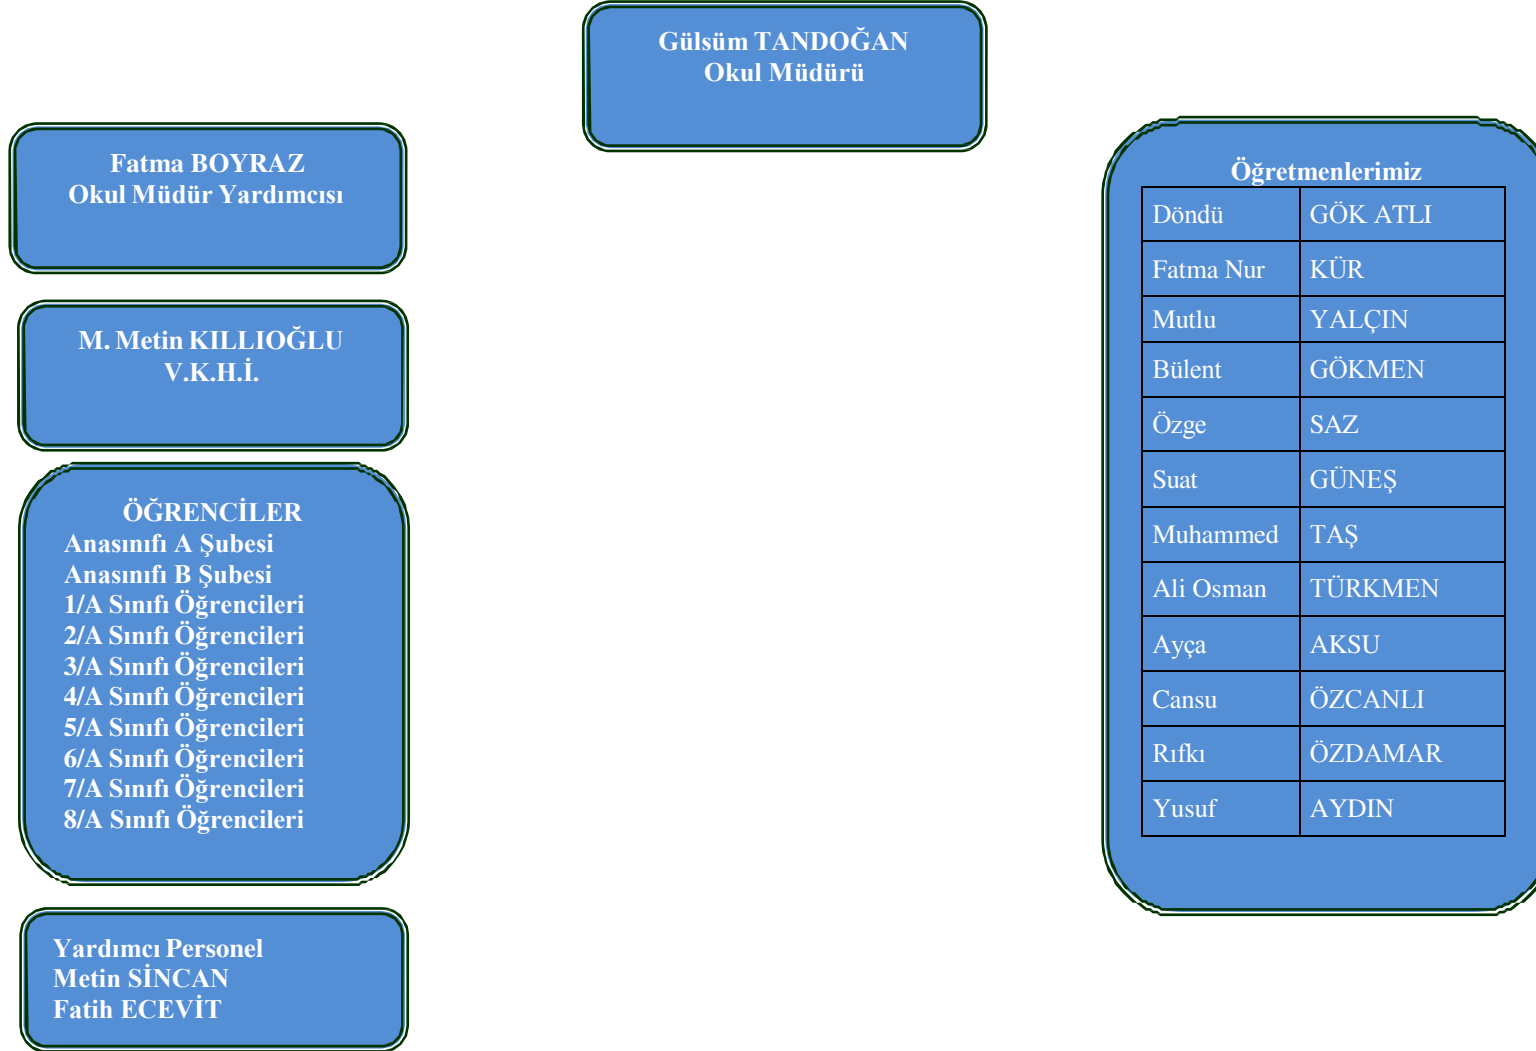 Gülsüm TANDOĞAN
Okul Müdürü
Fatma BOYRAZ
Okul Müdür Yardımcısı
M. Metin KILLIOĞLU
V.K.H.İ.
ÖĞRENCİLER
Anasınıfı A Şubesi
Anasınıfı B Şubesi
1/A Sınıfı Öğrencileri
2/A Sınıfı Öğrencileri
3/A Sınıfı Öğrencileri
4/A Sınıfı Öğrencileri
5/A Sınıfı Öğrencileri
6/A Sınıfı Öğrencileri
7/A Sınıfı Öğrencileri
8/A Sınıfı Öğrencileri
Yardımcı Personel
Metin SİNCAN
Fatih ECEVİT
Öğretmenlerimiz
Döndü GÖK ATLI
Fatma Nur KÜR
Mutlu YALÇIN
Bülent GÖKMEN
Özge SAZ
Suat GÜNEŞ
Muhammed TAŞ
Ali Osman TÜRKMEN
Ayça AKSU
Cansu ÖZCANLI
Rıfkı ÖZDAMAR
Yusuf AYDIN